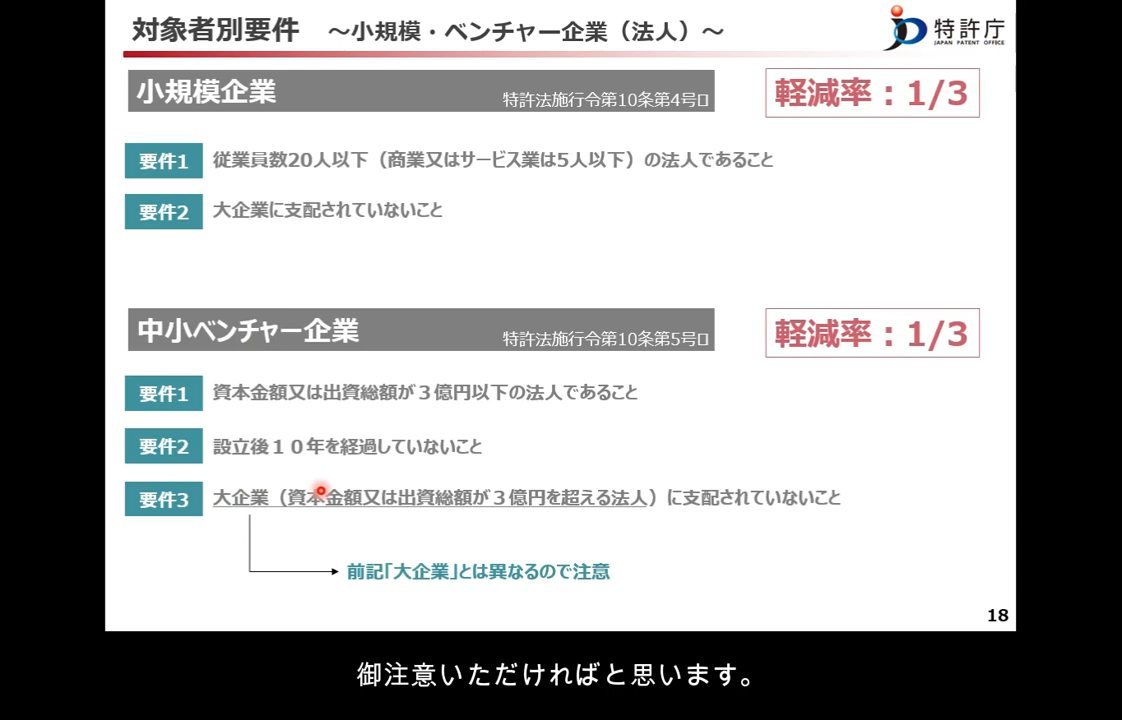 対象者別要件 ～小規模・ベンチャー企業（法人）～
特許庁
JAPAN PATENT OFFICE
小規模企業 特許法施行令第10条第4号ロ
軽減率：1/3
要件1 従業員数20人以下（商業又はサービス業は5人以下）の法人であること
要件2 大企業に支配されていないこと
中小ベンチャー企業 特許法施行令第10条第5号ロ
軽減率：1/3
要件1 資本金額又は出資総額が３億円以下の法人であること
要件2 設立後１０年を経過していないこと
要件3 大企業（資本金額又は出資総額が３億円を超える法人）に支配されていないこと
前記「大企業」とは異なるので注意
18
御注意いただければと思います。